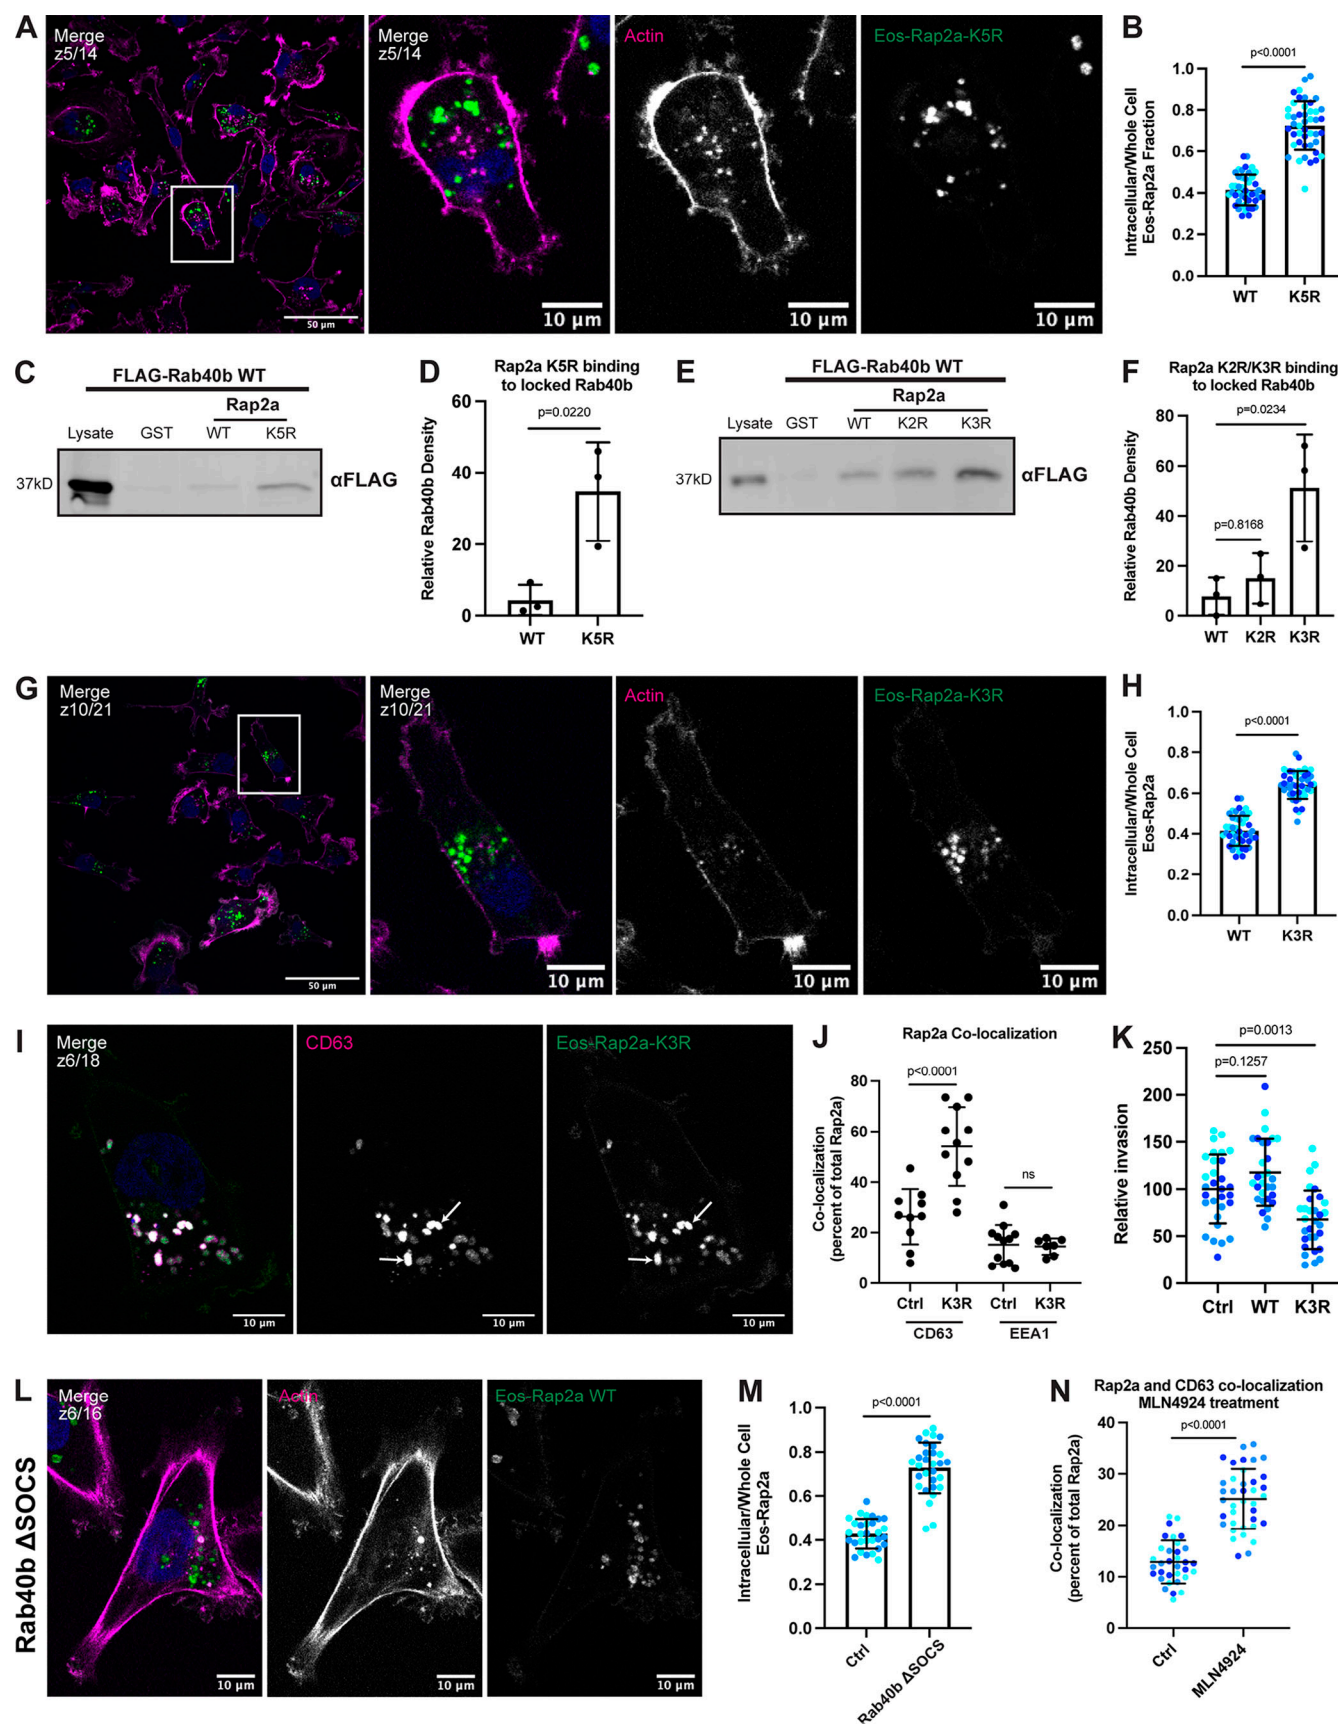 A
Merge
z5/14
50 μm
Merge
z5/14
10 μm
Actin
10 μm
Eos-Rap2a-K5R
10 μm
B
p<0.0001
Intracellular/Whole Cell
Eos-Rap2a Fraction
1.0
0.8
0.6
0.4
0.2
0.0
WT
K5R
C
FLAG-Rab40b WT
Rap2a
Lysate
GST
WT
K5R
37kD
αFLAG
D
Rap2a K5R binding
to locked Rab40b
p=0.0220
Relative Rab40b Density
60
40
20
0
WT
K5R
E
FLAG-Rab40b WT
Rap2a
Lysate
GST
WT
K2R
K3R
37kD
αFLAG
F
Rap2a K2R/K3R binding
to locked Rab40b
p=0.0234
p=0.8168
Relative Rab40b Density
80
60
40
20
0
WT
K2R
K3R
G
Merge
z10/21
50 μm
Merge
z10/21
10 μm
Actin
10 μm
Eos-Rap2a-K3R
10 μm
H
p<0.0001
Intracellular/Whole Cell
Eos-Rap2a
1.0
0.8
0.6
0.4
0.2
0.0
WT
K3R
I
Merge
z6/18
10 μm
CD63
10 μm
Eos-Rap2a-K3R
10 μm
J
Rap2a Co-localization
p<0.0001
ns
Co-localization
(percent of total Rap2a)
80
60
40
20
0
Ctrl
K3R
Ctrl
K3R
CD63
EEA1
K
p=0.0013
p=0.1257
Relative invasion
250
200
150
100
50
0
Ctrl
WT
K3R
L
Rab40b ΔSOCS
Merge
z6/16
10 μm
Actin
10 μm
Eos-Rap2a WT
10 μm
M
p<0.0001
Intracellular/Whole Cell
Eos-Rap2a
1.0
0.8
0.6
0.4
0.2
0.0
Ctrl
Rab40b ΔSOCS
N
Rap2a and CD63 co-localization
MLN4924 treatment
p<0.0001
Co-localization
(percent of total Rap2a)
40
30
20
10
0
Ctrl
MLN4924